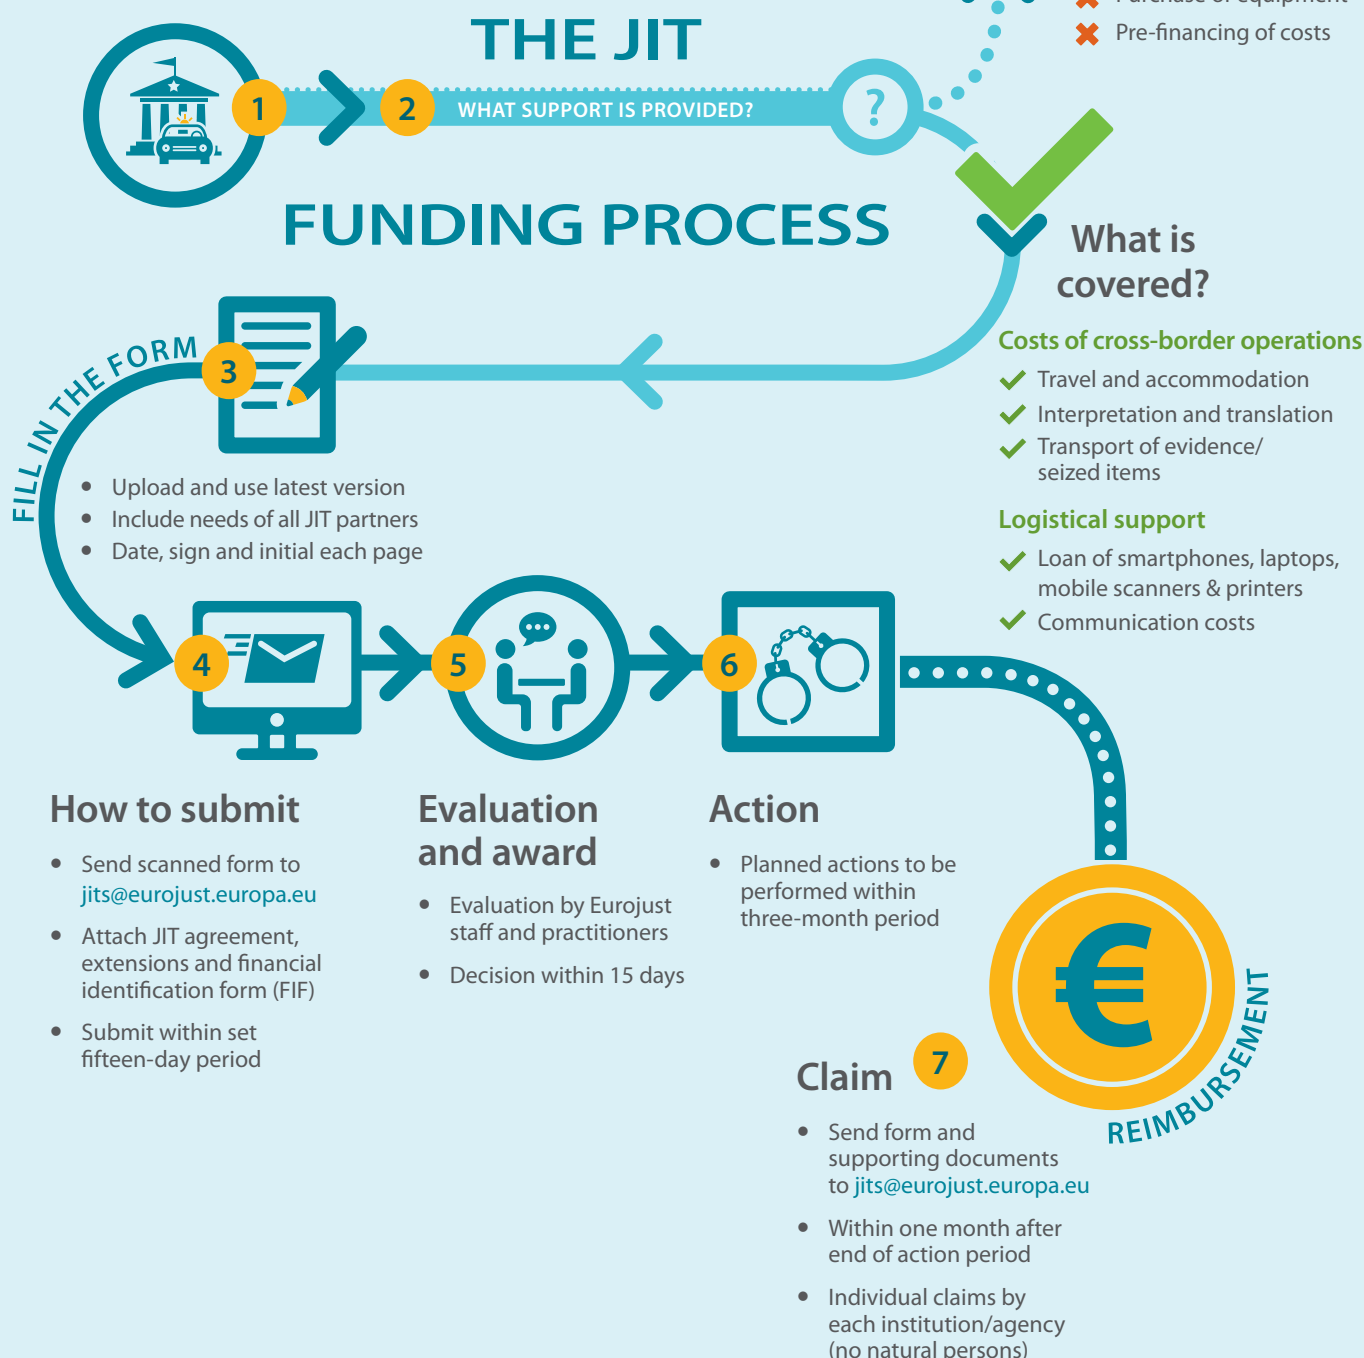 Purchase of equipment
Pre-financing of costs
THE JIT
1
2
WHAT SUPPORT IS PROVIDED?
?
FUNDING PROCESS
What is
covered?
Costs of cross-border operations
Travel and accommodation
Interpretation and translation
Transport of evidence/
seized items
Logistical support
Loan of smartphones, laptops,
mobile scanners & printers
Communication costs
FILL IN THE FORM
3
• Upload and use latest version
• Include needs of all JIT partners
• Date, sign and initial each page
4
5
6
How to submit
• Send scanned form to
jits@eurojust.europa.eu
• Attach JIT agreement,
extensions and financial
identification form (FIF)
• Submit within set
fifteen-day period
Evaluation
and award
• Evaluation by Eurojust
staff and practitioners
• Decision within 15 days
Action
• Planned actions to be
performed within
three-month period
€
REIMBURSEMENT
Claim
7
• Send form and
supporting documents
to jits@eurojust.europa.eu
• Within one month after
end of action period
• Individual claims by
each institution/agency
(no natural persons)